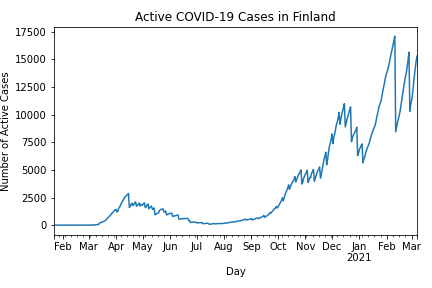 Active COVID-19 Cases in Finland
Number of Active Cases
17500
15000
12500
10000
7500
5000
2500
0
Feb Mar Apr May Jun Jul Aug Sep Oct Nov Dec Jan Feb Mar
2021
Day